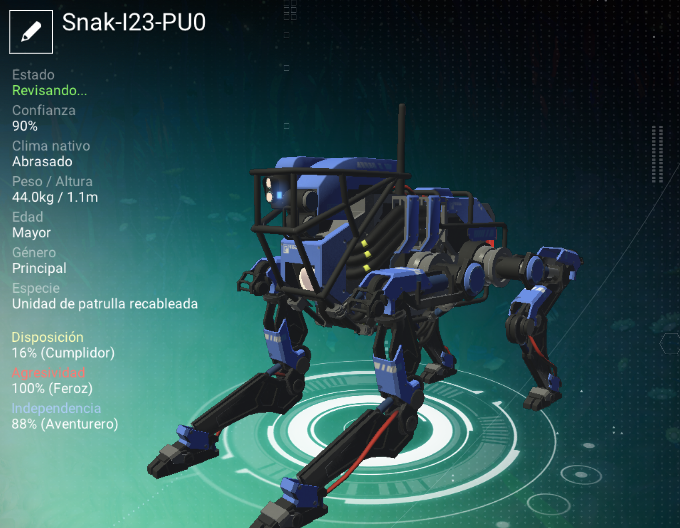 Snak-I23-PU0
Estado
Revisando...
Confianza
90%
Clima nativo
Abrasado
Peso / Altura
44.0kg / 1.1m
Edad
Mayor
Género
Principal
Especie
Unidad de patrulla recableada
Disposición
16% (Cumplidor)
Agresividad
100% (Feroz)
Independencia
88% (Aventurero)